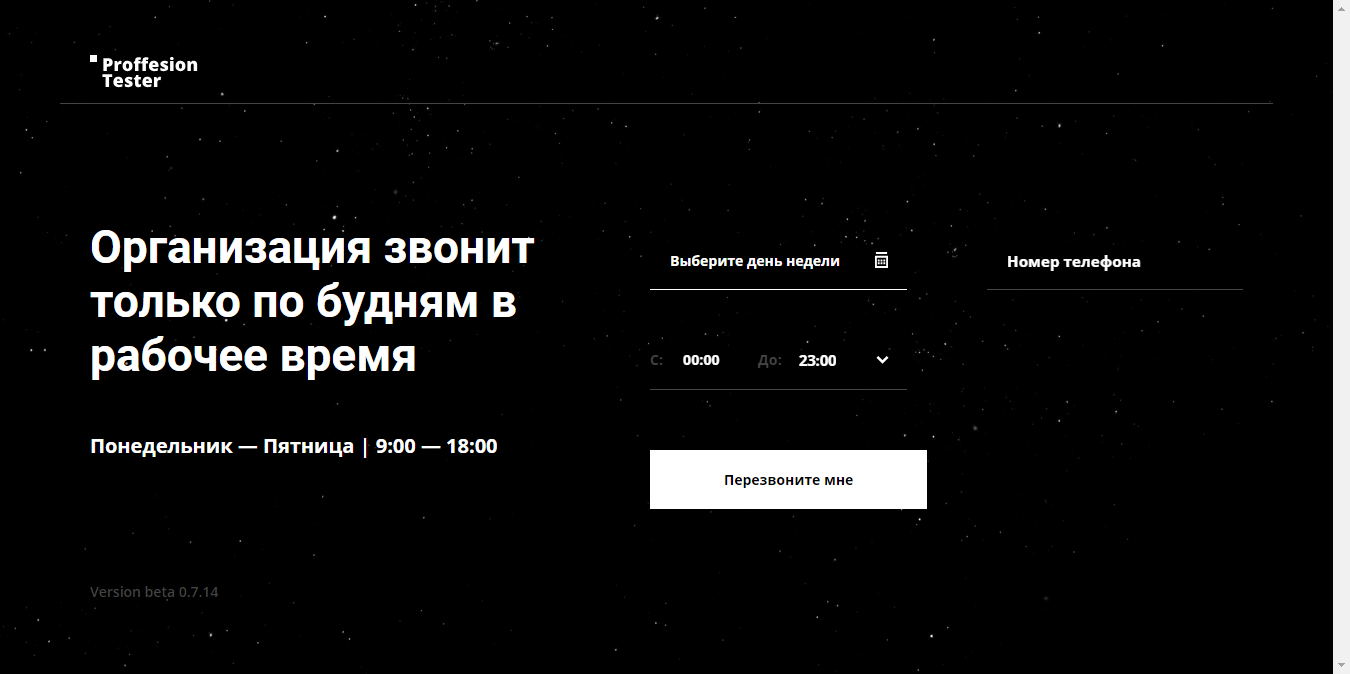 Proffesion
Tester
Организация звонит
только по будням в
рабочее время
Понедельник — Пятница | 9:00 — 18:00
Выберите день недели
Номер телефона
С: 00:00 До: 23:00
Перезвоните мне
Version beta 0.7.14